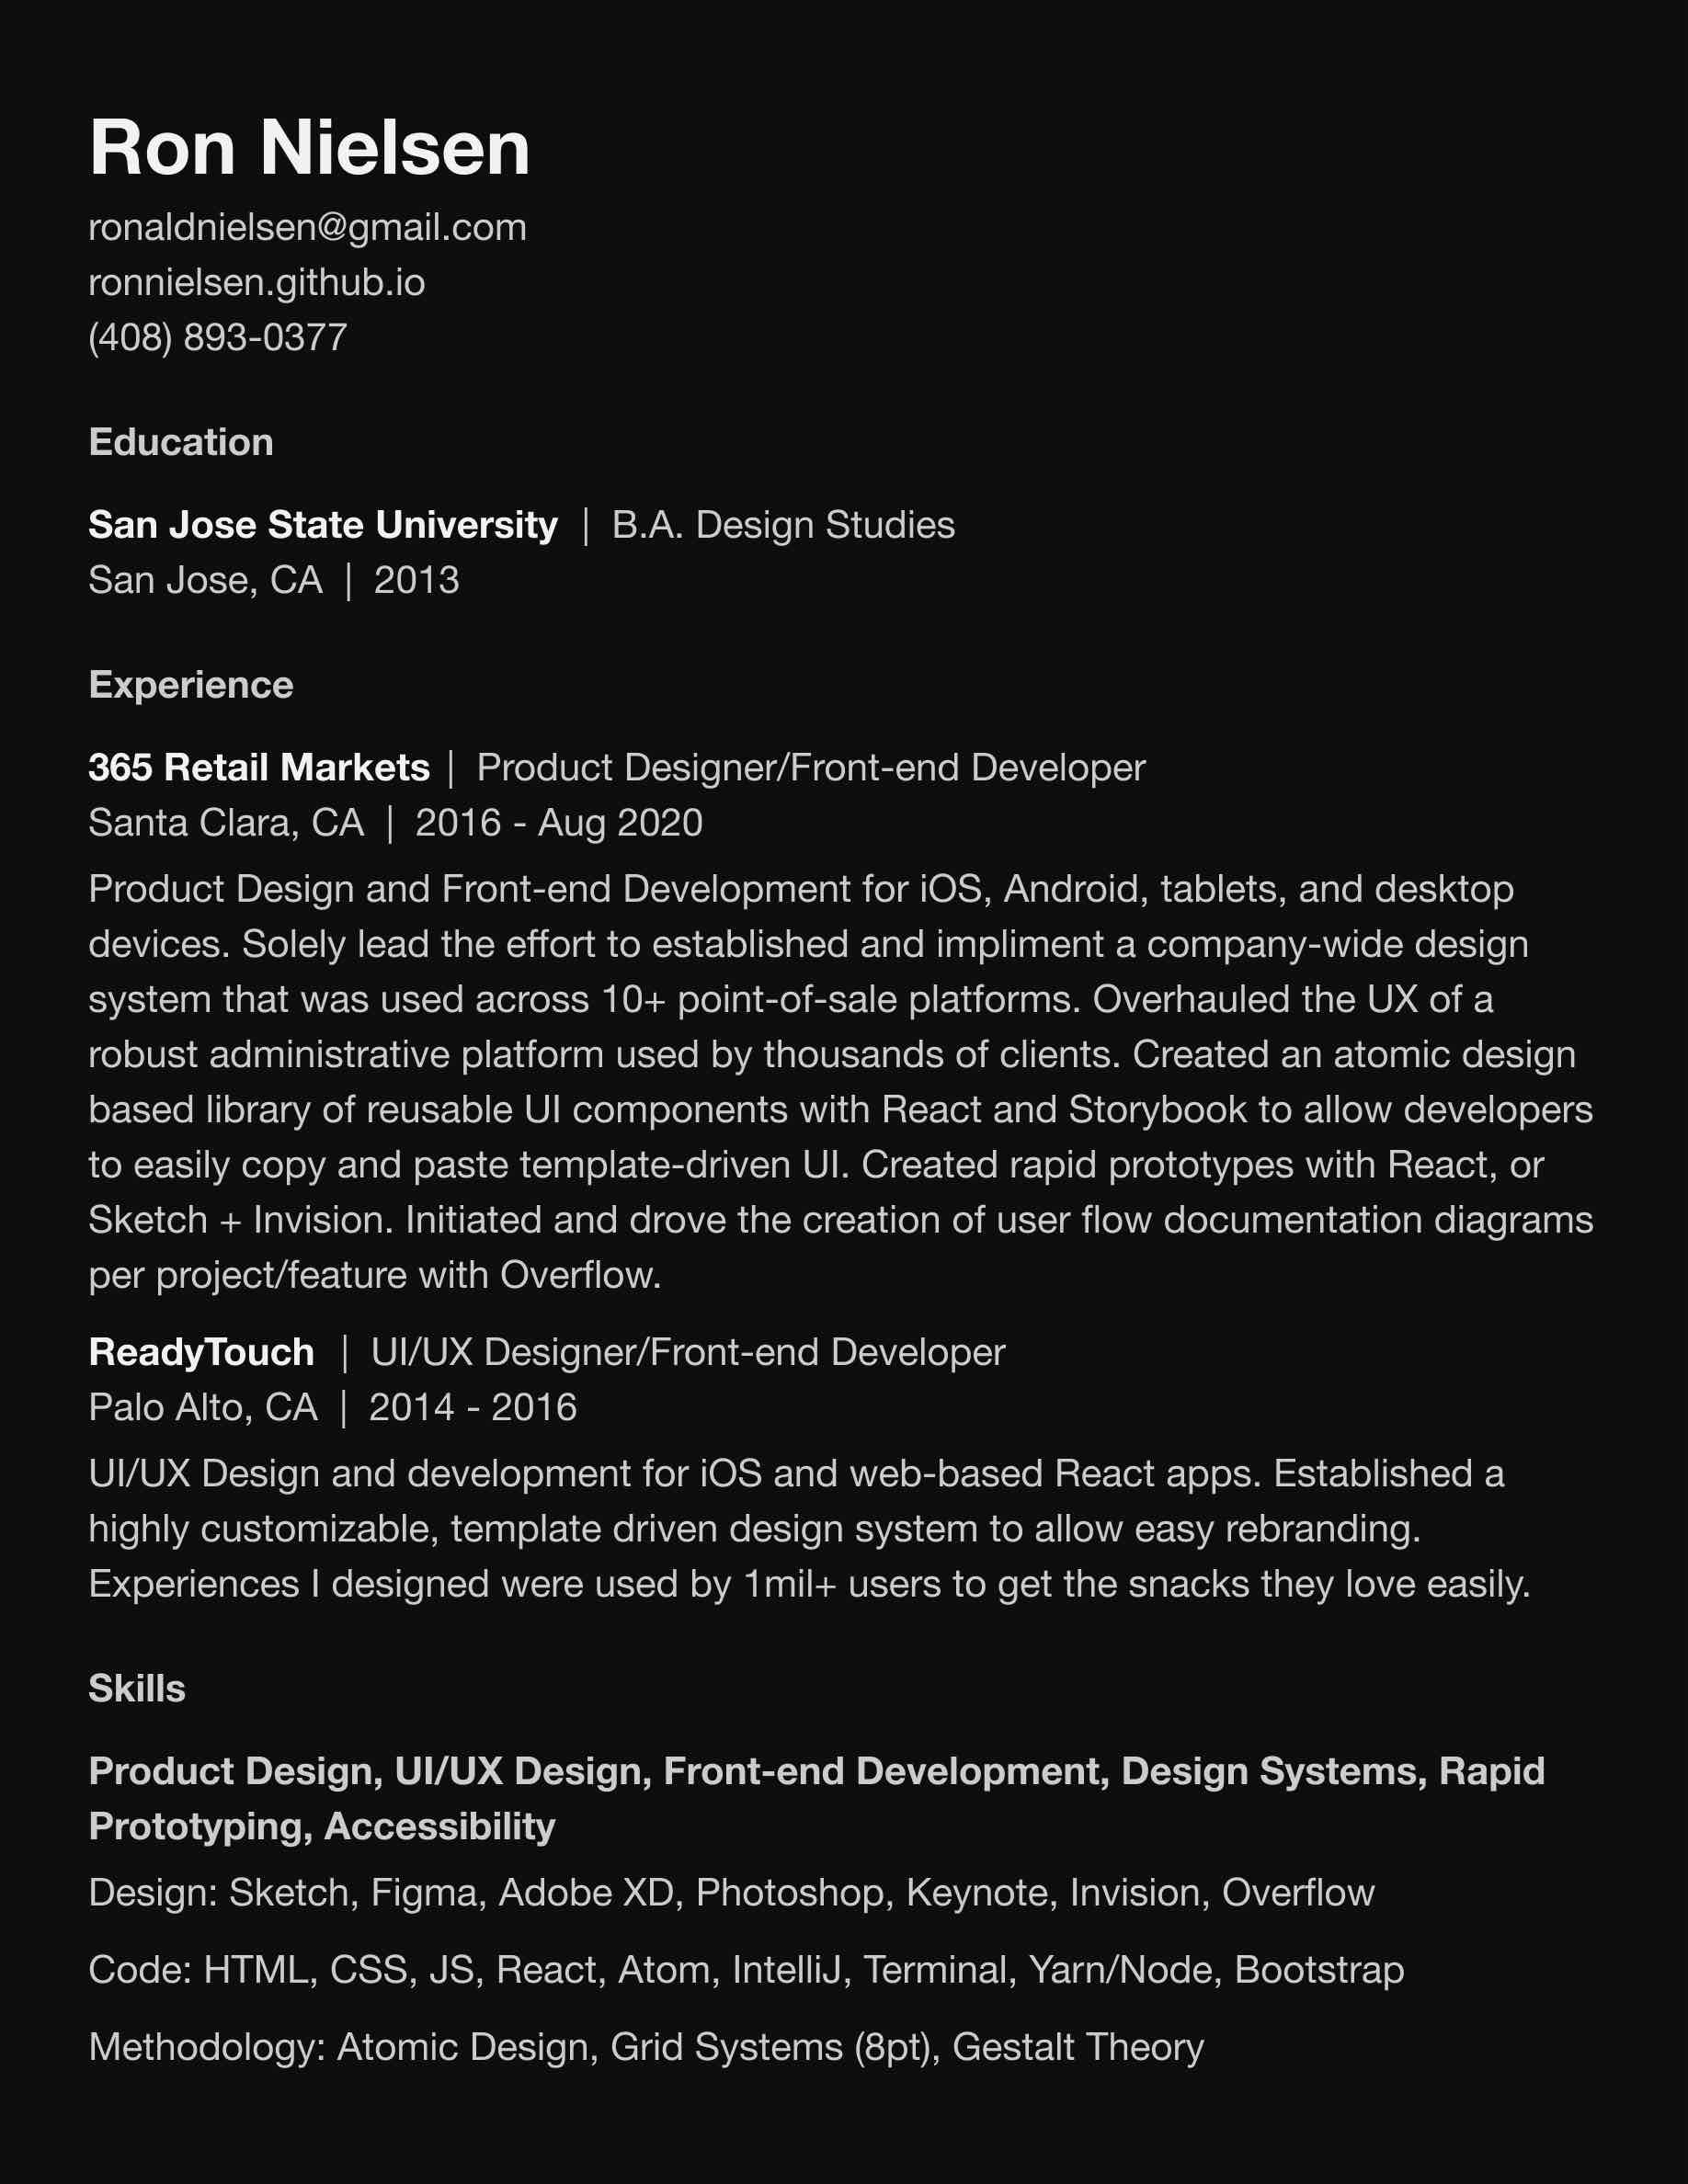 Ron Nielsen
ronaldnielsen@gmail.com
ronnielsen.github.io
(408) 893-0377
Education
San Jose State University | B.A. Design Studies
San Jose, CA | 2013
Experience
365 Retail Markets | Product Designer/Front-end Developer
Santa Clara, CA | 2016 - Aug 2020
Product Design and Front-end Development for iOS, Android, tablets, and desktop
devices. Solely lead the effort to established and impliment a company-wide design
system that was used across 10+ point-of-sale platforms. Overhauled the UX of a
robust administrative platform used by thousands of clients. Created an atomic design
based library of reusable UI components with React and Storybook to allow developers
to easily copy and paste template-driven UI. Created rapid prototypes with React, or
Sketch + Invision. Initiated and drove the creation of user flow documentation diagrams
per project/feature with Overflow.
ReadyTouch | UI/UX Designer/Front-end Developer
Palo Alto, CA | 2014 - 2016
UI/UX Design and development for iOS and web-based React apps. Established a
highly customizable, template driven design system to allow easy rebranding.
Experiences I designed were used by 1mil+ users to get the snacks they love easily.
Skills
Product Design, UI/UX Design, Front-end Development, Design Systems, Rapid
Prototyping, Accessibility
Design: Sketch, Figma, Adobe XD, Photoshop, Keynote, Invision, Overflow
Code: HTML, CSS, JS, React, Atom, IntelliJ, Terminal, Yarn/Node, Bootstrap
Methodology: Atomic Design, Grid Systems (8pt), Gestalt Theory